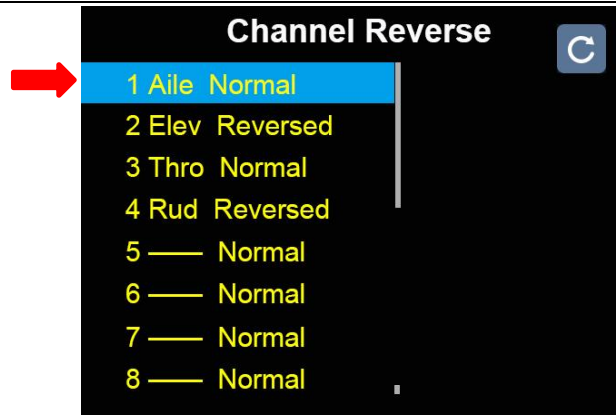 Channel Reverse
1 Aile Normal
2 Elev Reversed
3 Thro Normal
4 Rud Reversed
5 —— Normal
6 —— Normal
7 —— Normal
8 —— Normal